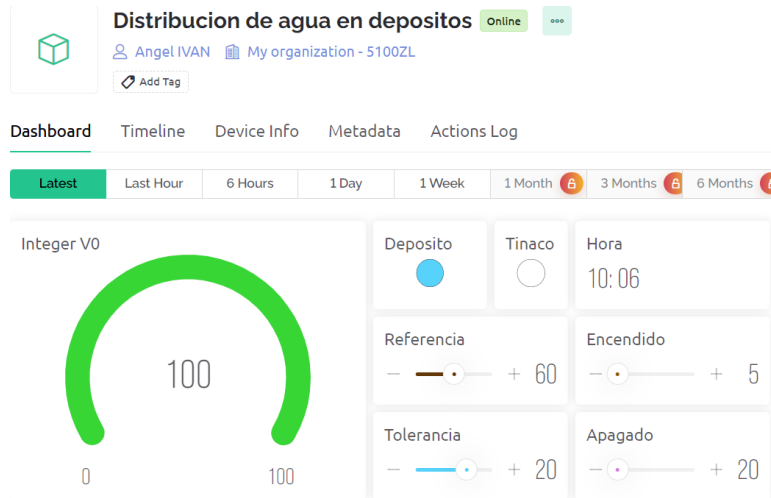 Distribucion de agua en depositos Online
Angel IVAN My organization - 5100ZL
Add Tag
Dashboard Timeline Device Info Metadata Actions Log
Latest Last Hour 6 Hours 1 Day 1 Week 1 Month 3 Months 6 Months
Integer V0
100
0 100
Deposito Tinaco Hora
10:06
Referencia Encendido
− + 60 − + 5
Tolerancia Apagado
− + 20 − + 20